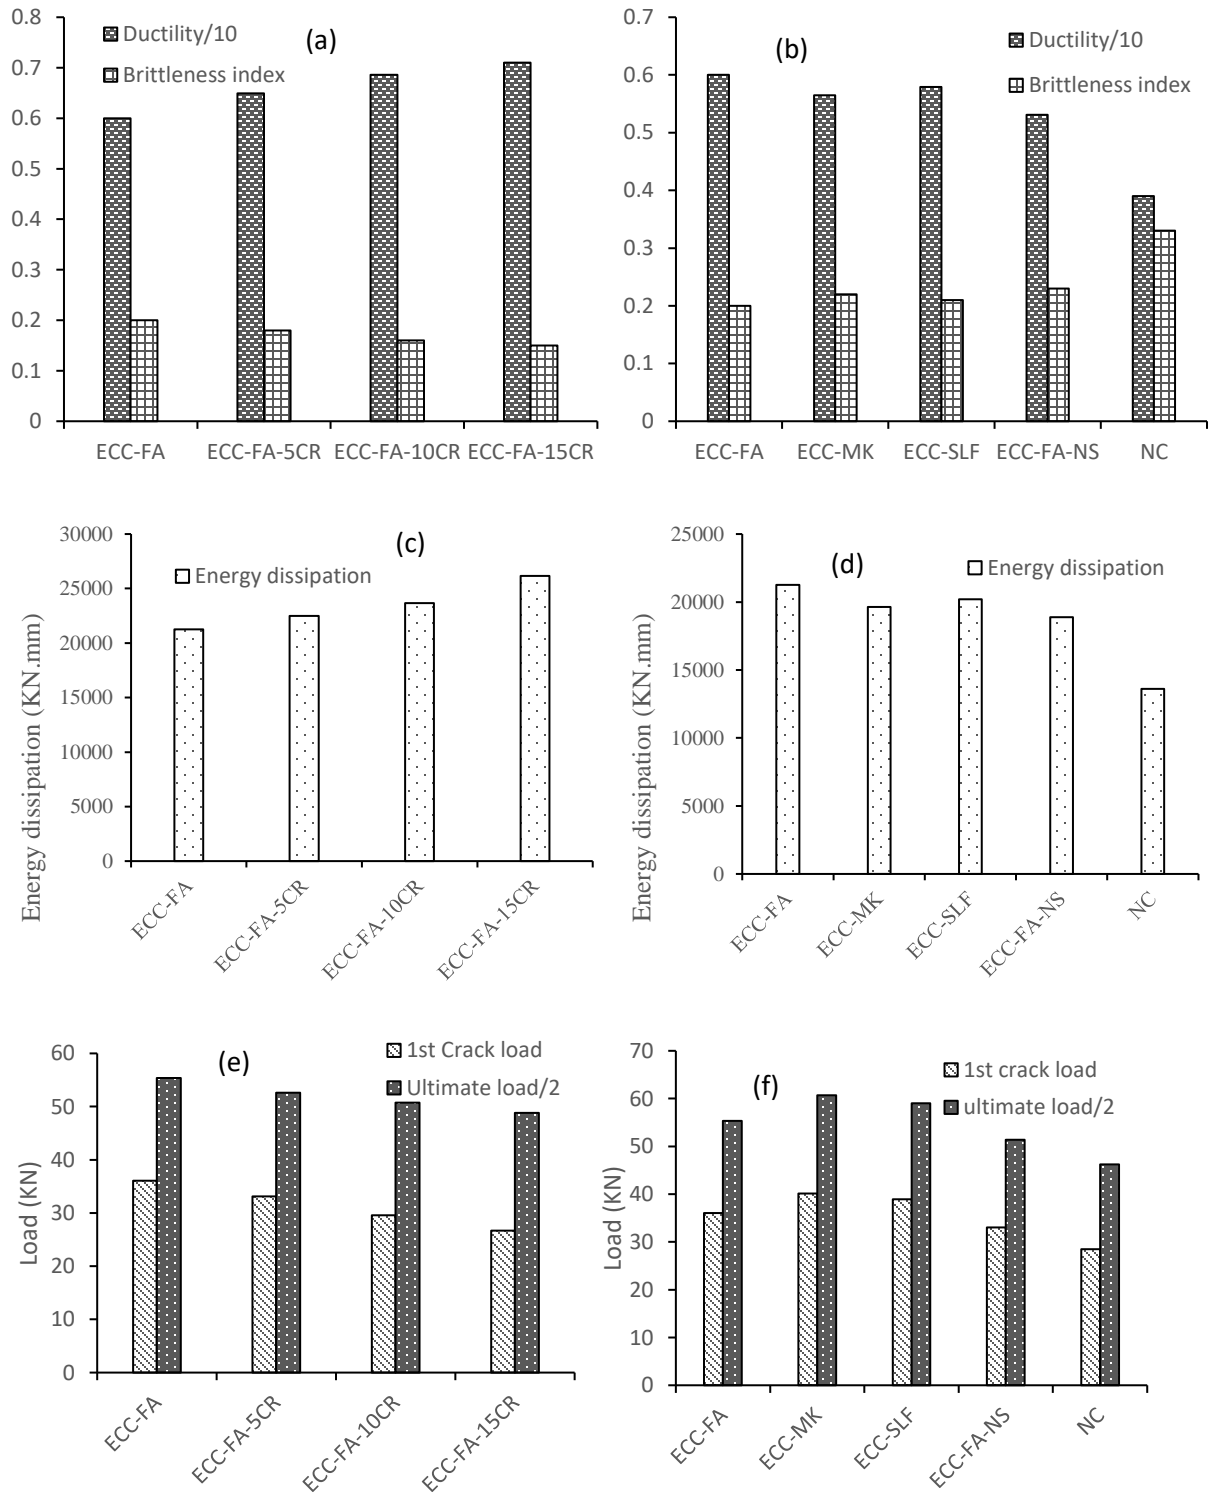 0.8
0.7
0.6
0.5
0.4
0.3
0.2
0.1
0
Ductility/10
Brittleness index
(a)
ECC-FA
ECC-FA-5CR
ECC-FA-10CR
ECC-FA-15CR
0.7
0.6
0.5
0.4
0.3
0.2
0.1
0
(b)
Ductility/10
Brittleness index
ECC-FA
ECC-MK
ECC-SLF
ECC-FA-NS
NC
Energy dissipation (KN.mm)
30000
25000
20000
15000
10000
5000
0
(c)
Energy dissipation
ECC-FA
ECC-FA-5CR
ECC-FA-10CR
ECC-FA-15CR
Energy dissipation (KN.mm)
25000
20000
15000
10000
5000
0
(d)
Energy dissipation
ECC-FA
ECC-MK
ECC-SLF
ECC-FA-NS
NC
Load (KN)
60
50
40
30
20
10
0
(e)
1st Crack load
Ultimate load/2
ECC-FA
ECC-FA-5CR
ECC-FA-10CR
ECC-FA-15CR
Load (KN)
70
60
50
40
30
20
10
0
(f)
1st crack load
ultimate load/2
ECC-FA
ECC-MK
ECC-SLF
ECC-FA-NS
NC